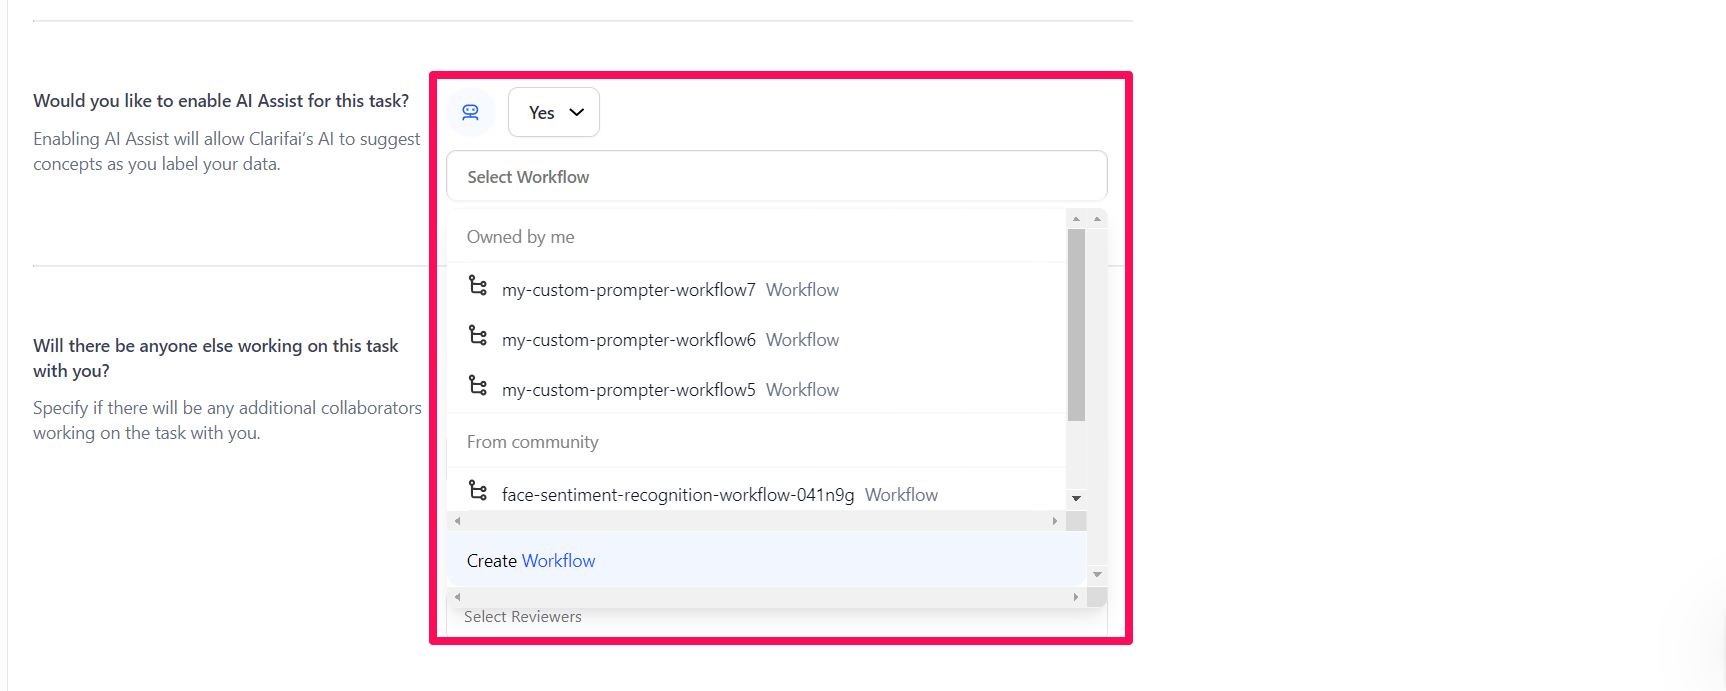 Would you like to enable AI Assist for this task?
Enabling AI Assist will allow Clarifai's AI to suggest
concepts as you label your data.
Yes
Select Workflow
Owned by me
my-custom-prompter-workflow7 Workflow
my-custom-prompter-workflow6 Workflow
my-custom-prompter-workflow5 Workflow
From community
face-sentiment-recognition-workflow-041n9g Workflow
Create Workflow
Will there be anyone else working on this task
with you?
Specify if there will be any additional collaborators
working on the task with you.
Select Reviewers